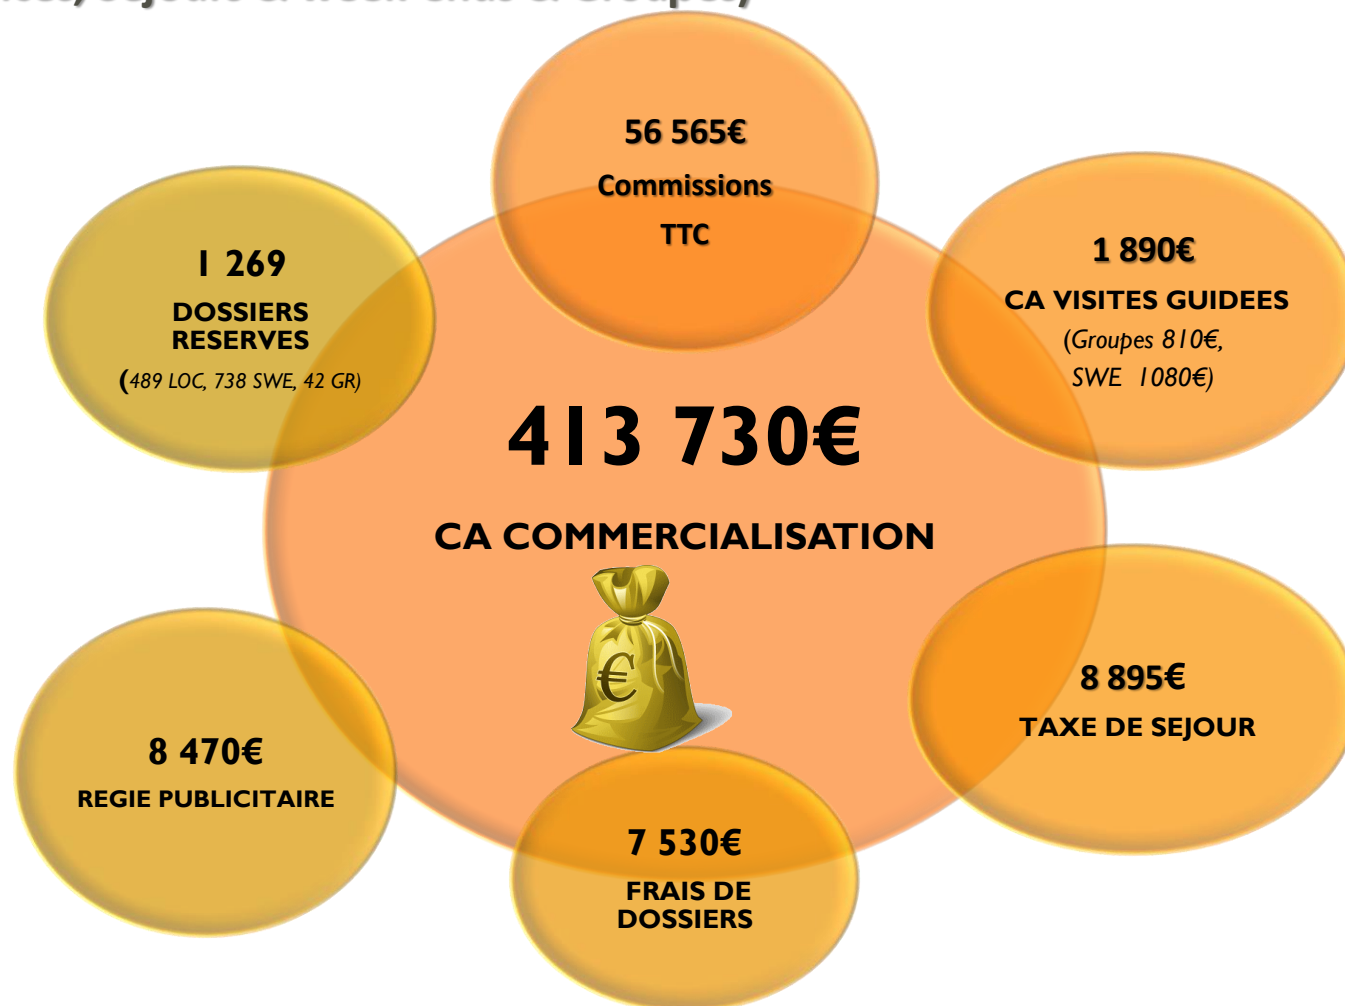 56 565€
Commissions
TTC
1 269
DOSSIERS
RESERVES
(489 LOC, 738 SWE, 42 GR)
1 890€
CA VISITES GUIDEES
(Groupes 810€,
SWE 1080€)
413 730€
CA COMMERCIALISATION
€
8 895€
TAXE DE SEJOUR
8 470€
REGIE PUBLICITAIRE
7 530€
FRAIS DE
DOSSIERS